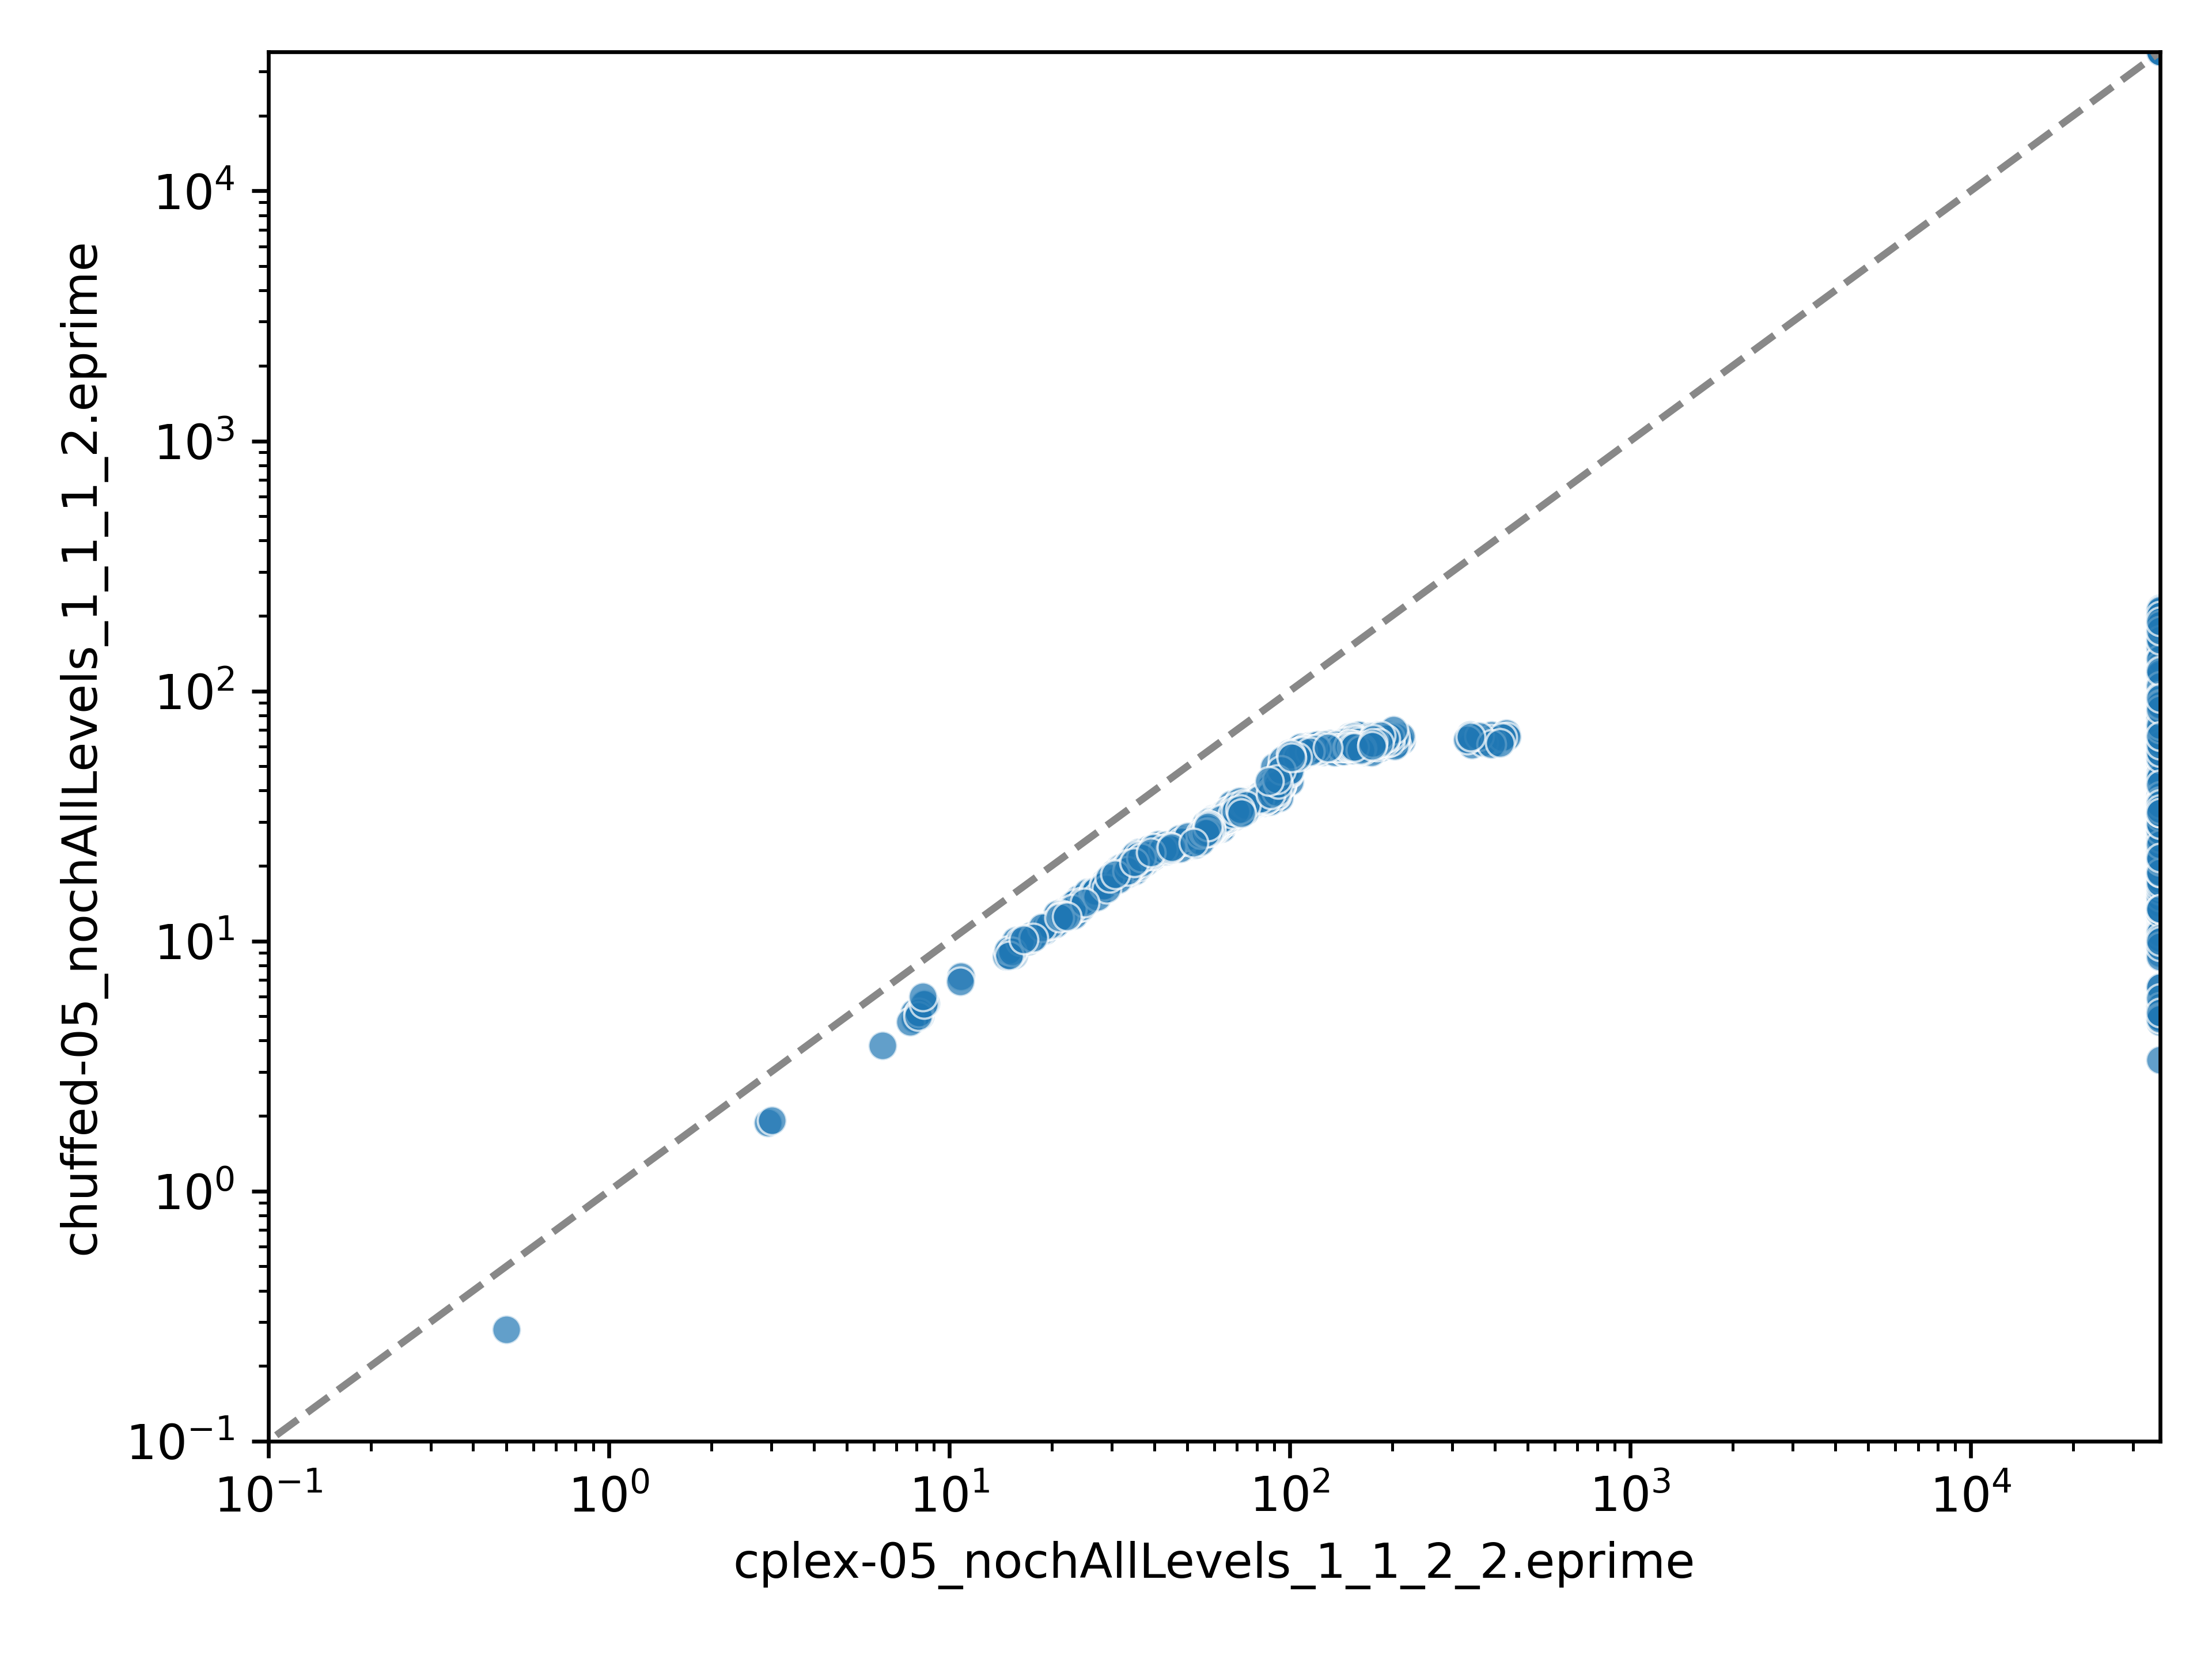 10⁴
10³
10²
10¹
10⁰
10⁻¹
chuffed-05_nochAllLevels_1_1_1_2.eprime
10⁻¹ 10⁰ 10¹ 10² 10³ 10⁴
cplex-05_nochAllLevels_1_1_2_2.eprime